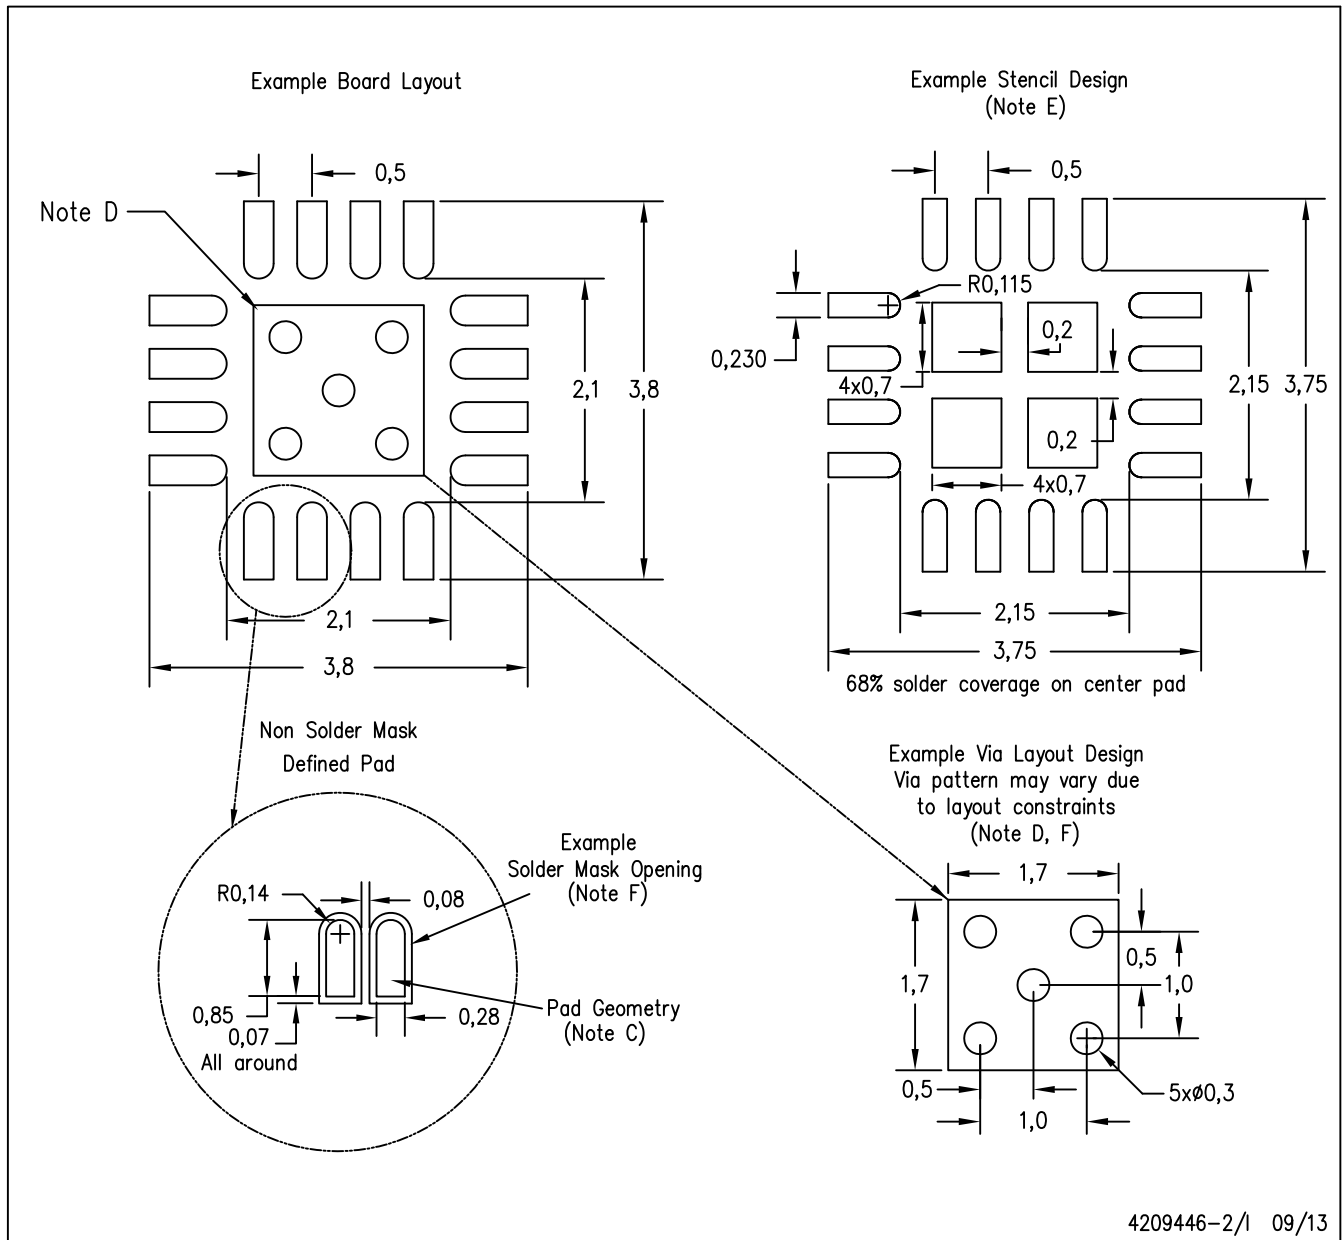 Example Board Layout
0,5
Note D
2,1
3,8
2,1
3,8
Example Stencil Design
(Note E)
0,5
R0,115
0,230
0,2
4x0,7
0,2
4x0,7
2,15
3,75
2,15
3,75
68% solder coverage on center pad
Non Solder Mask
Defined Pad
Example
Solder Mask Opening
(Note F)
R0,14
0,08
0,85
0,07
All around
0,28
Pad Geometry
(Note C)
Example Via Layout Design
Via pattern may vary due
to layout constraints
(Note D, F)
1,7
1,7
0,5
1,0
0,5
1,0
5xø0,3
4209446-2/I 09/13